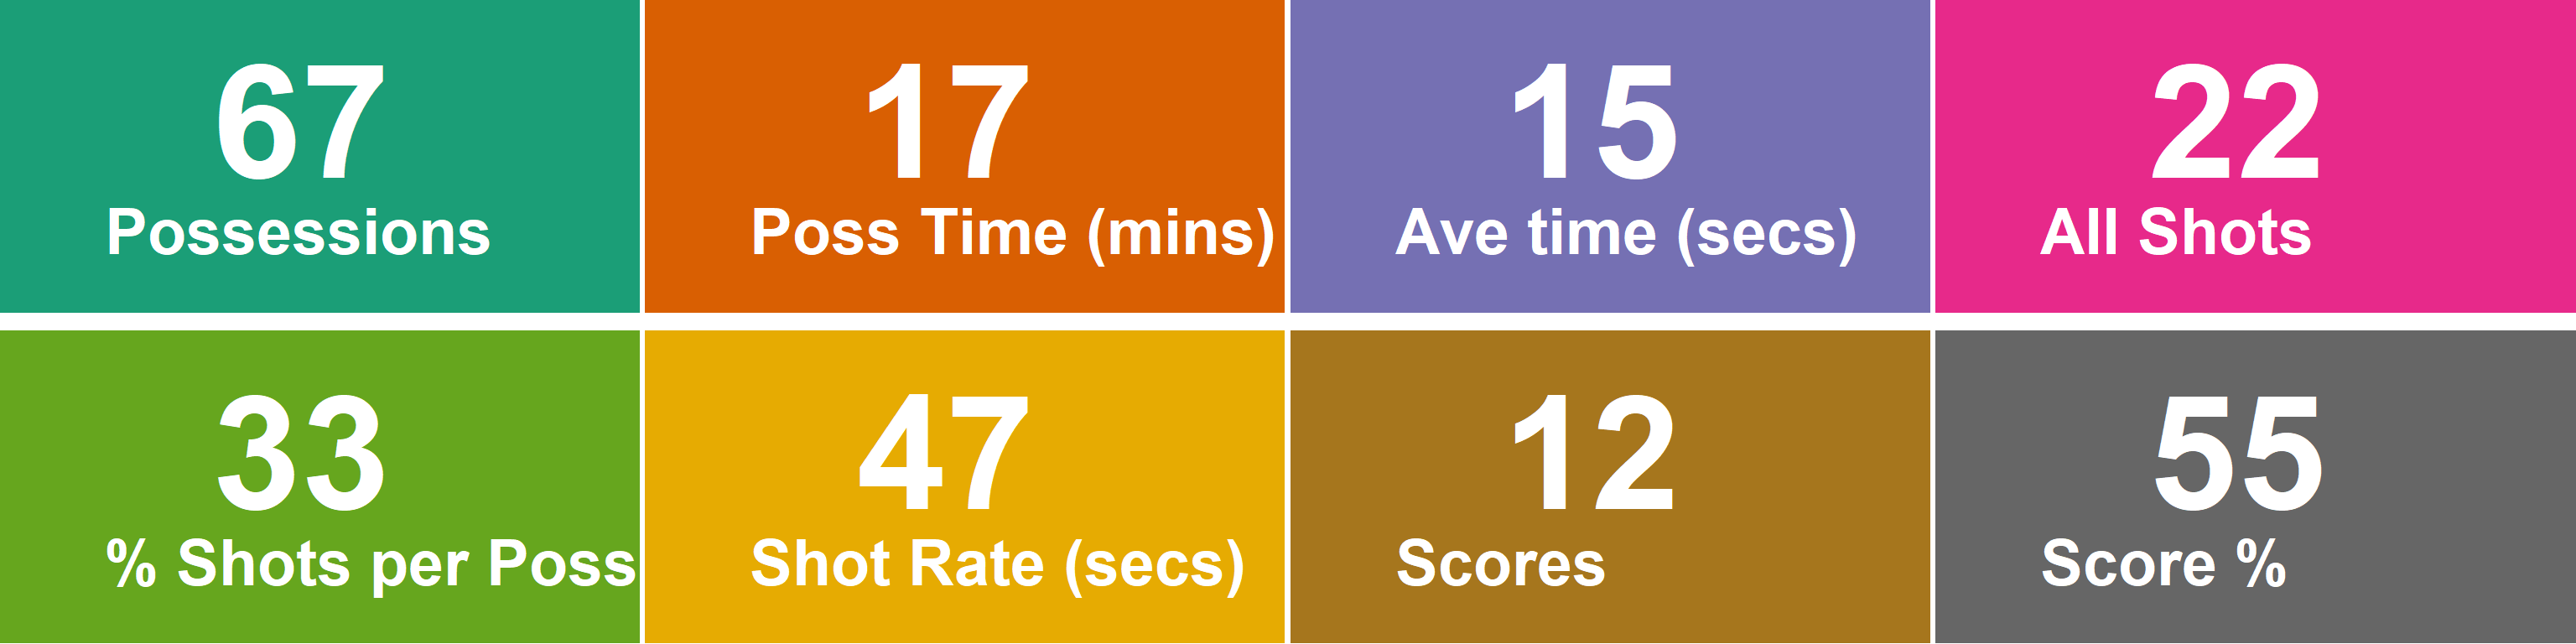 67
Possessions
17
Poss Time (mins)
15
Ave time (secs)
22
All Shots
33
% Shots per Poss
47
Shot Rate (secs)
12
Scores
55
Score %